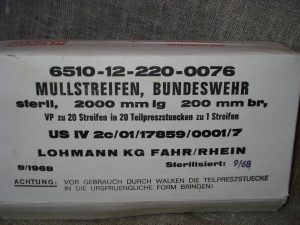 6510-12-220-0076
MULLSTREIFEN, BUNDESWEHR
steril, 2000 mm lg 200 mm br,
VP zu 20 Streifen in 20 Teilpreszstuecken zu 1 Streifen
US IV 2c/01/17859/0001/7
LOHMANN KG FAHR/RHEIN
9/1968 Sterilisiert: 9/68
ACHTUNG: VOR GEBRAUCH DURCH WALKEN DIE TEILPRESZSTUECKE
IN DIE URSPRUENGLICHE FORM BRINGEN!